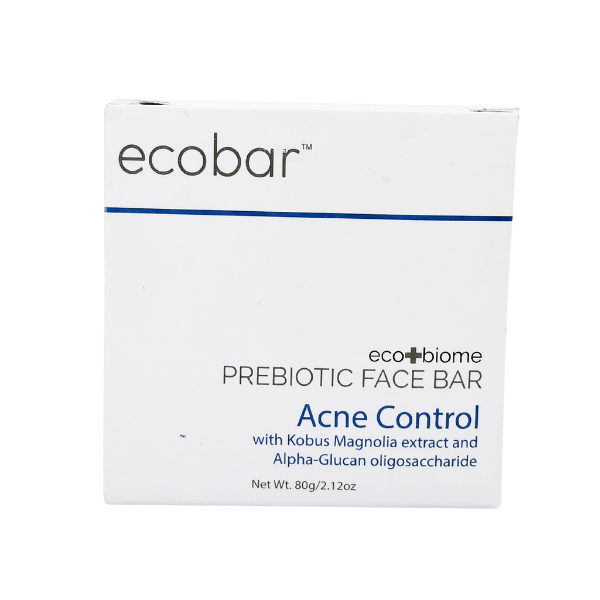 ecobar™
eco+biome
PREBIOTIC FACE BAR
Acne Control
with Kobus Magnolia extract and
Alpha-Glucan oligosaccharide
Net Wt. 80g/2.12oz